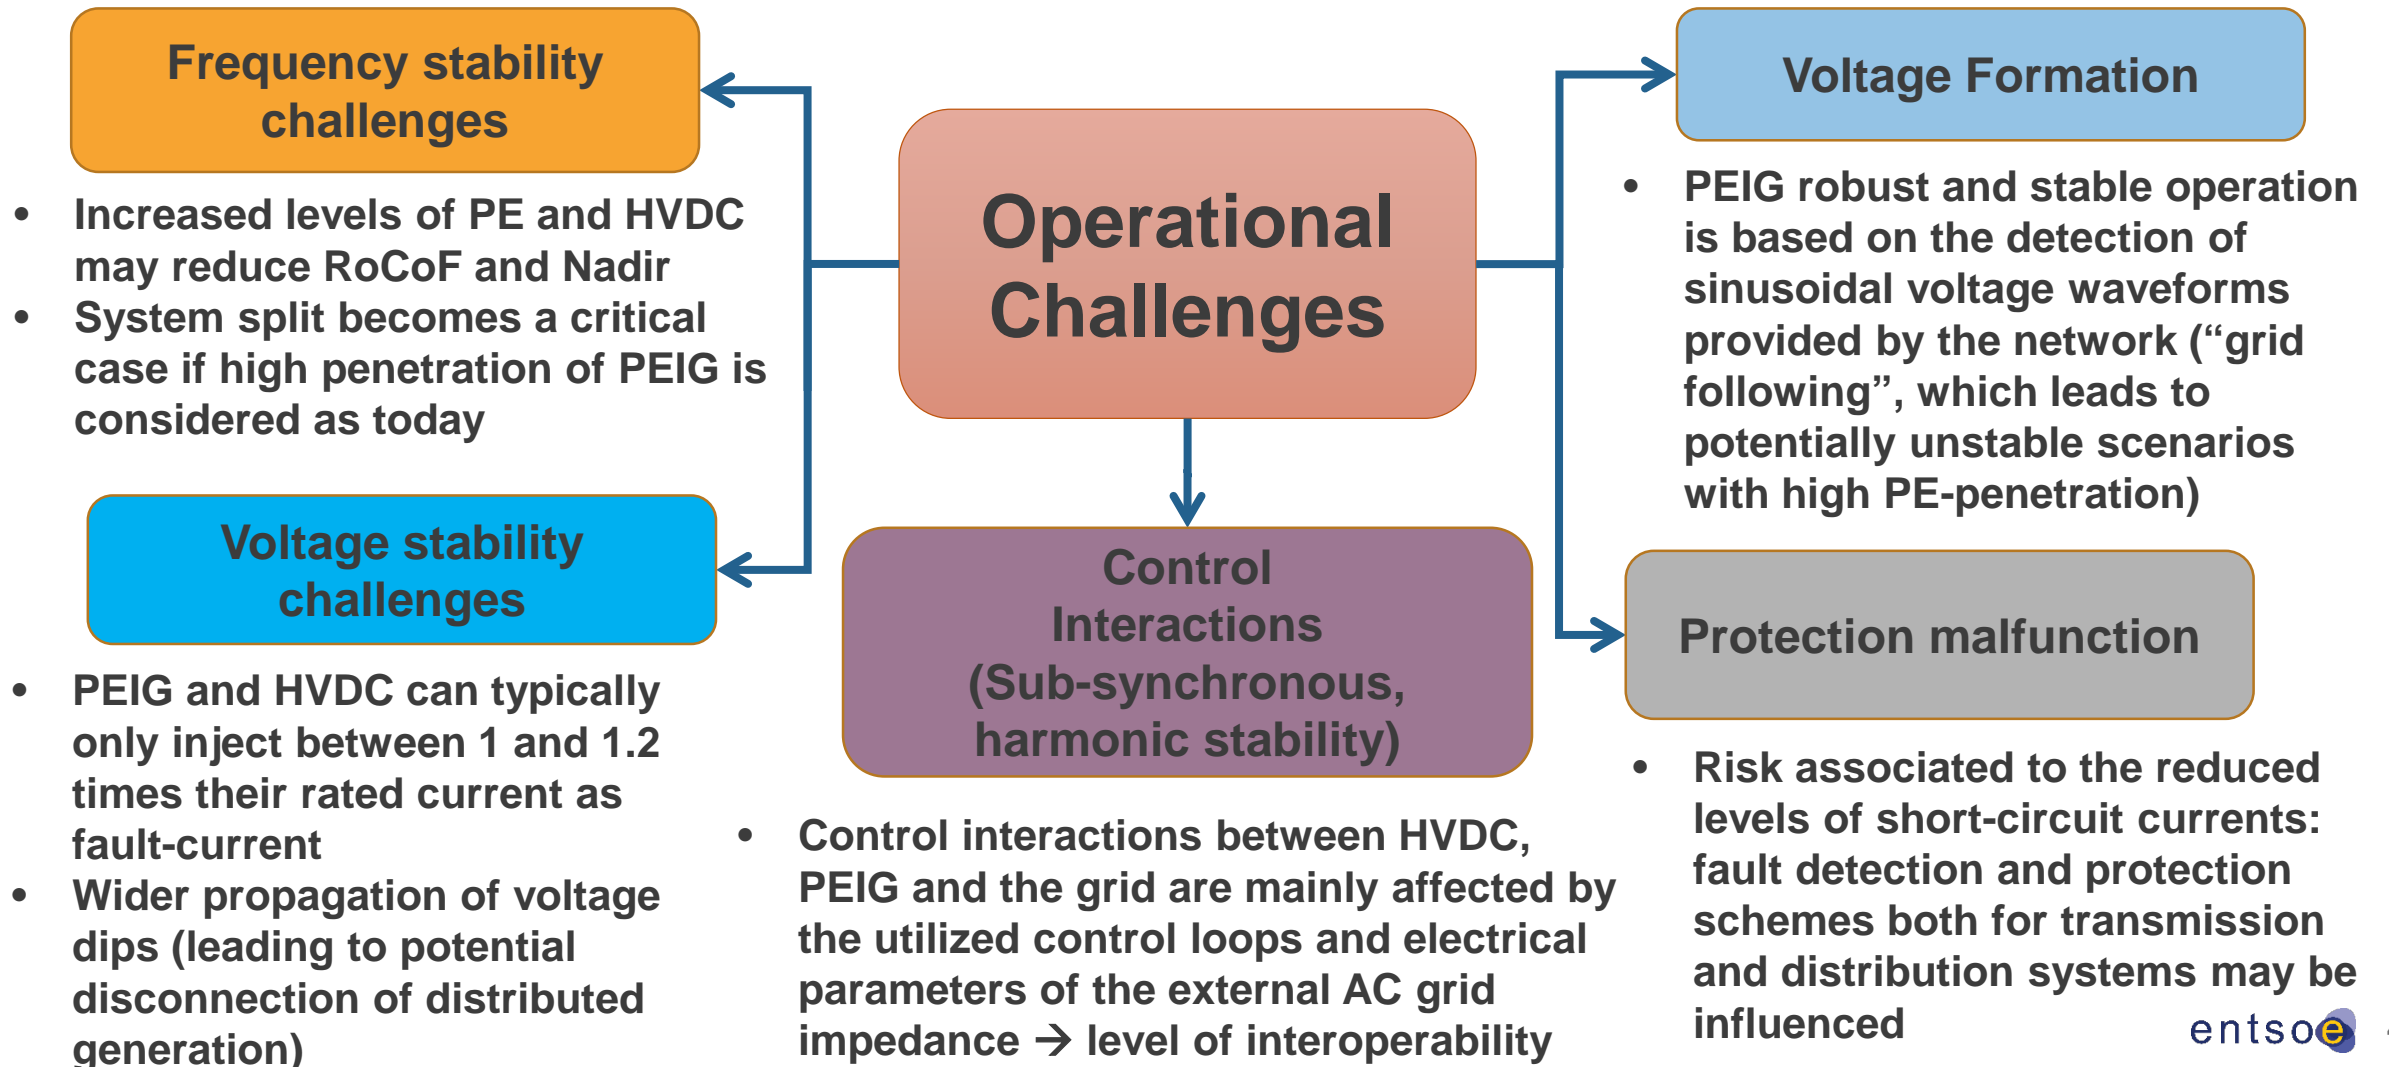 Frequency stability
challenges
• Increased levels of PE and HVDC
may reduce RoCoF and Nadir
• System split becomes a critical
case if high penetration of PEIG is
considered as today
Voltage stability
challenges
• PEIG and HVDC can typically
only inject between 1 and 1.2
times their rated current as
fault-current
• Wider propagation of voltage
dips (leading to potential
disconnection of distributed
generation)
Operational
Challenges
Control
Interactions
(Sub-synchronous,
harmonic stability)
• Control interactions between HVDC,
PEIG and the grid are mainly affected by
the utilized control loops and electrical
parameters of the external AC grid
impedance → level of interoperability
Voltage Formation
• PEIG robust and stable operation
is based on the detection of
sinusoidal voltage waveforms
provided by the network (“grid
following”, which leads to
potentially unstable scenarios
with high PE-penetration)
Protection malfunction
• Risk associated to the reduced
levels of short-circuit currents:
fault detection and protection
schemes both for transmission
and distribution systems may be
influenced
entsoe